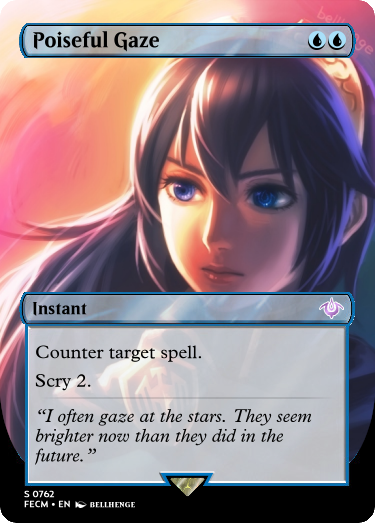 bellhenge
Poiseful Gaze
Instant
Counter target spell.
Scry 2.
“I often gaze at the stars. They seem
brighter now than they did in the
future.”
S 0762
FECM • EN BELLHENGE